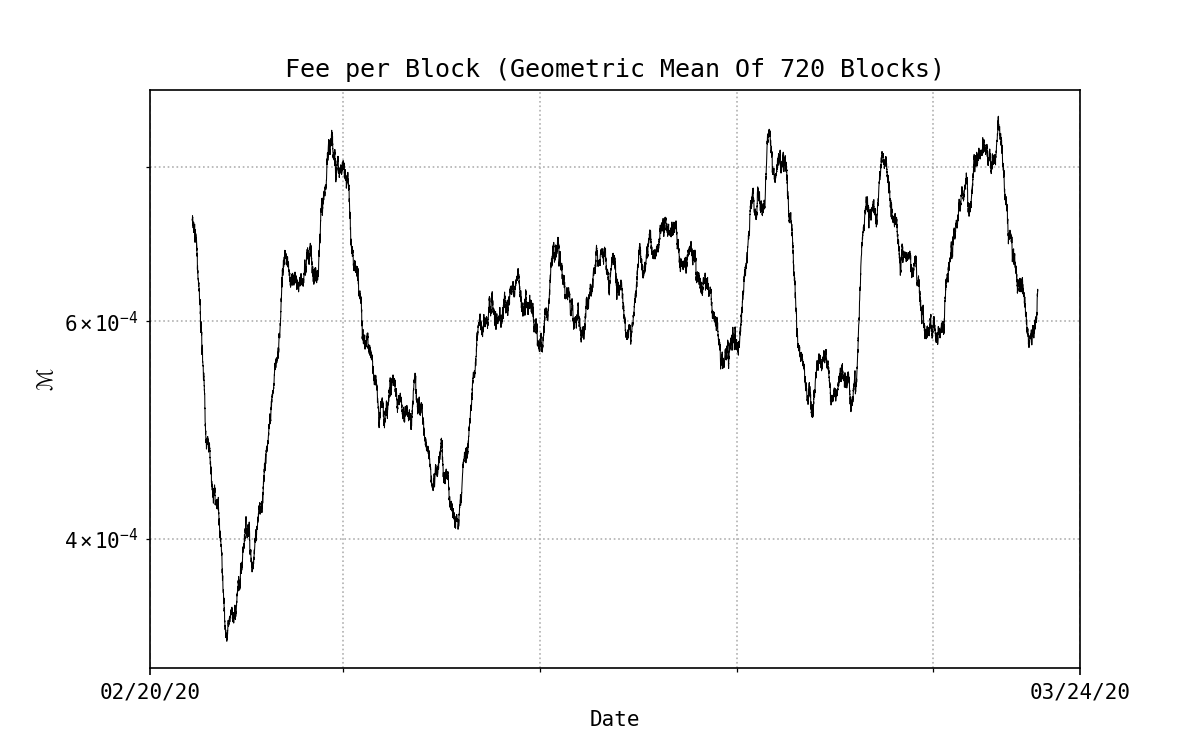 Fee per Block (Geometric Mean Of 720 Blocks)
6×10⁻⁴
ℳ
4×10⁻⁴
02/20/20 03/24/20
Date